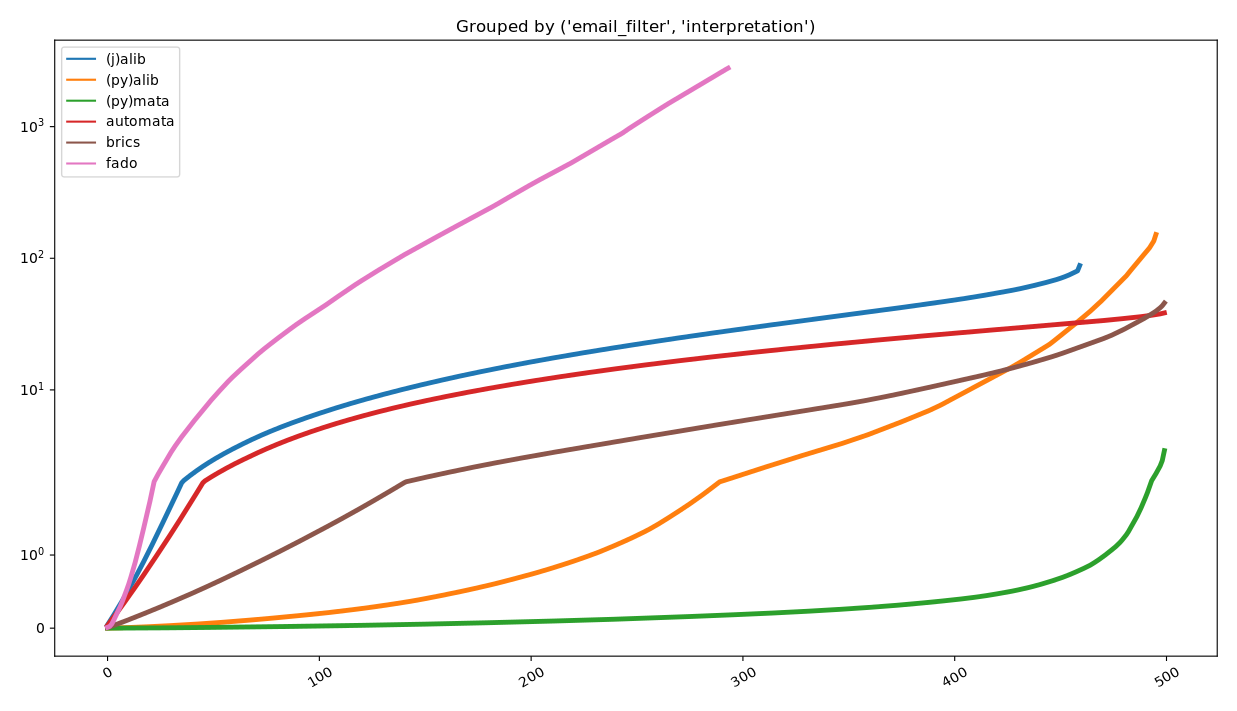 Grouped by ('email_filter', 'interpretation')
(j)alib
(py)alib
(py)mata
automata
brics
fado
10³
10²
10¹
10⁰
0
0 100 200 300 400 500